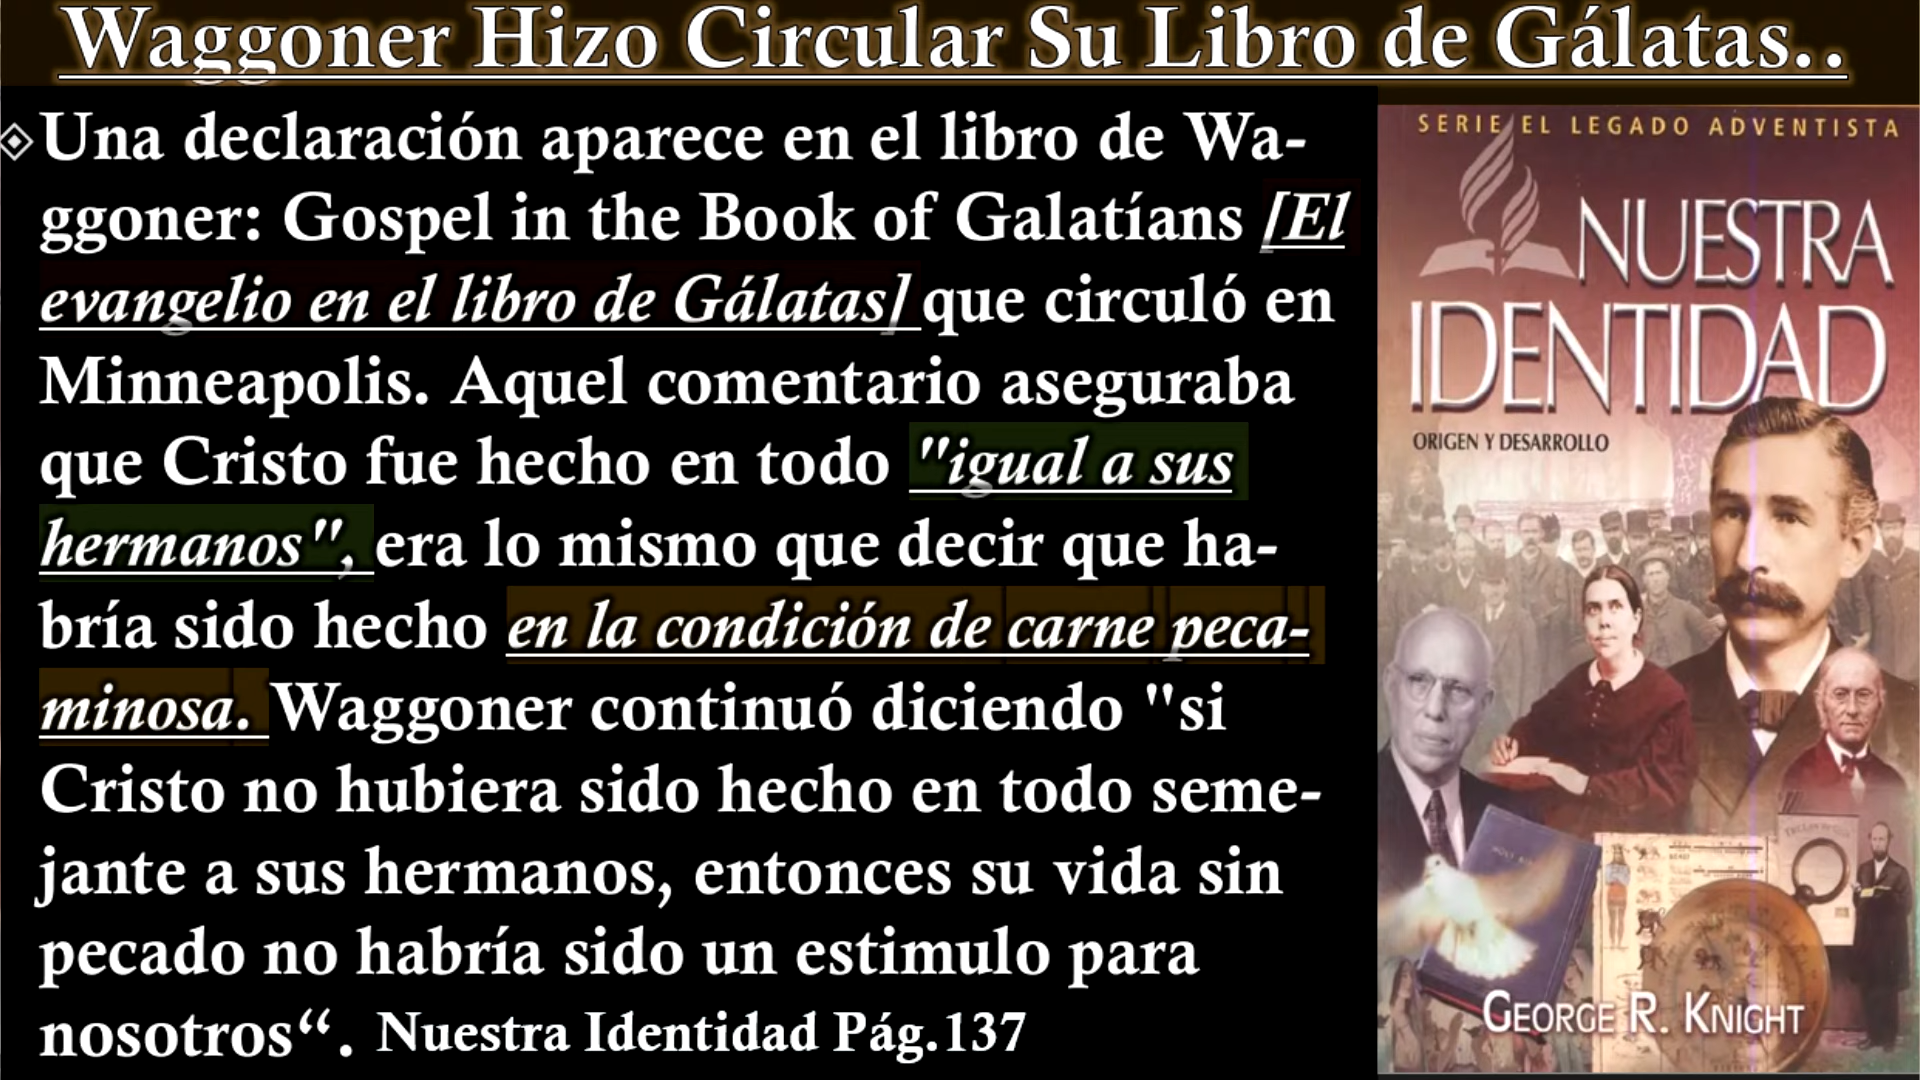 Waggoner Hizo Circular Su Libro de Gálatas..
Una declaración aparece en el libro de Wa-
ggoner: Gospel in the Book of Galatíans [El
evangelio en el libro de Gálatas] que circuló en
Minneapolis. Aquel comentario aseguraba
que Cristo fue hecho en todo "igual a sus
hermanos", era lo mismo que decir que ha-
bría sido hecho en la condición de carne peca-
minosa. Waggoner continuó diciendo "si
Cristo no hubiera sido hecho en todo seme-
jante a sus hermanos, entonces su vida sin
pecado no habría sido un estimulo para
nosotros“. Nuestra Identidad Pág.137
SERIE EL LEGADO ADVENTISTA
NUESTRA
IDENTIDAD
ORIGEN Y DESARROLLO
HOLY BIBLE
GEORGE R. KNIGHT